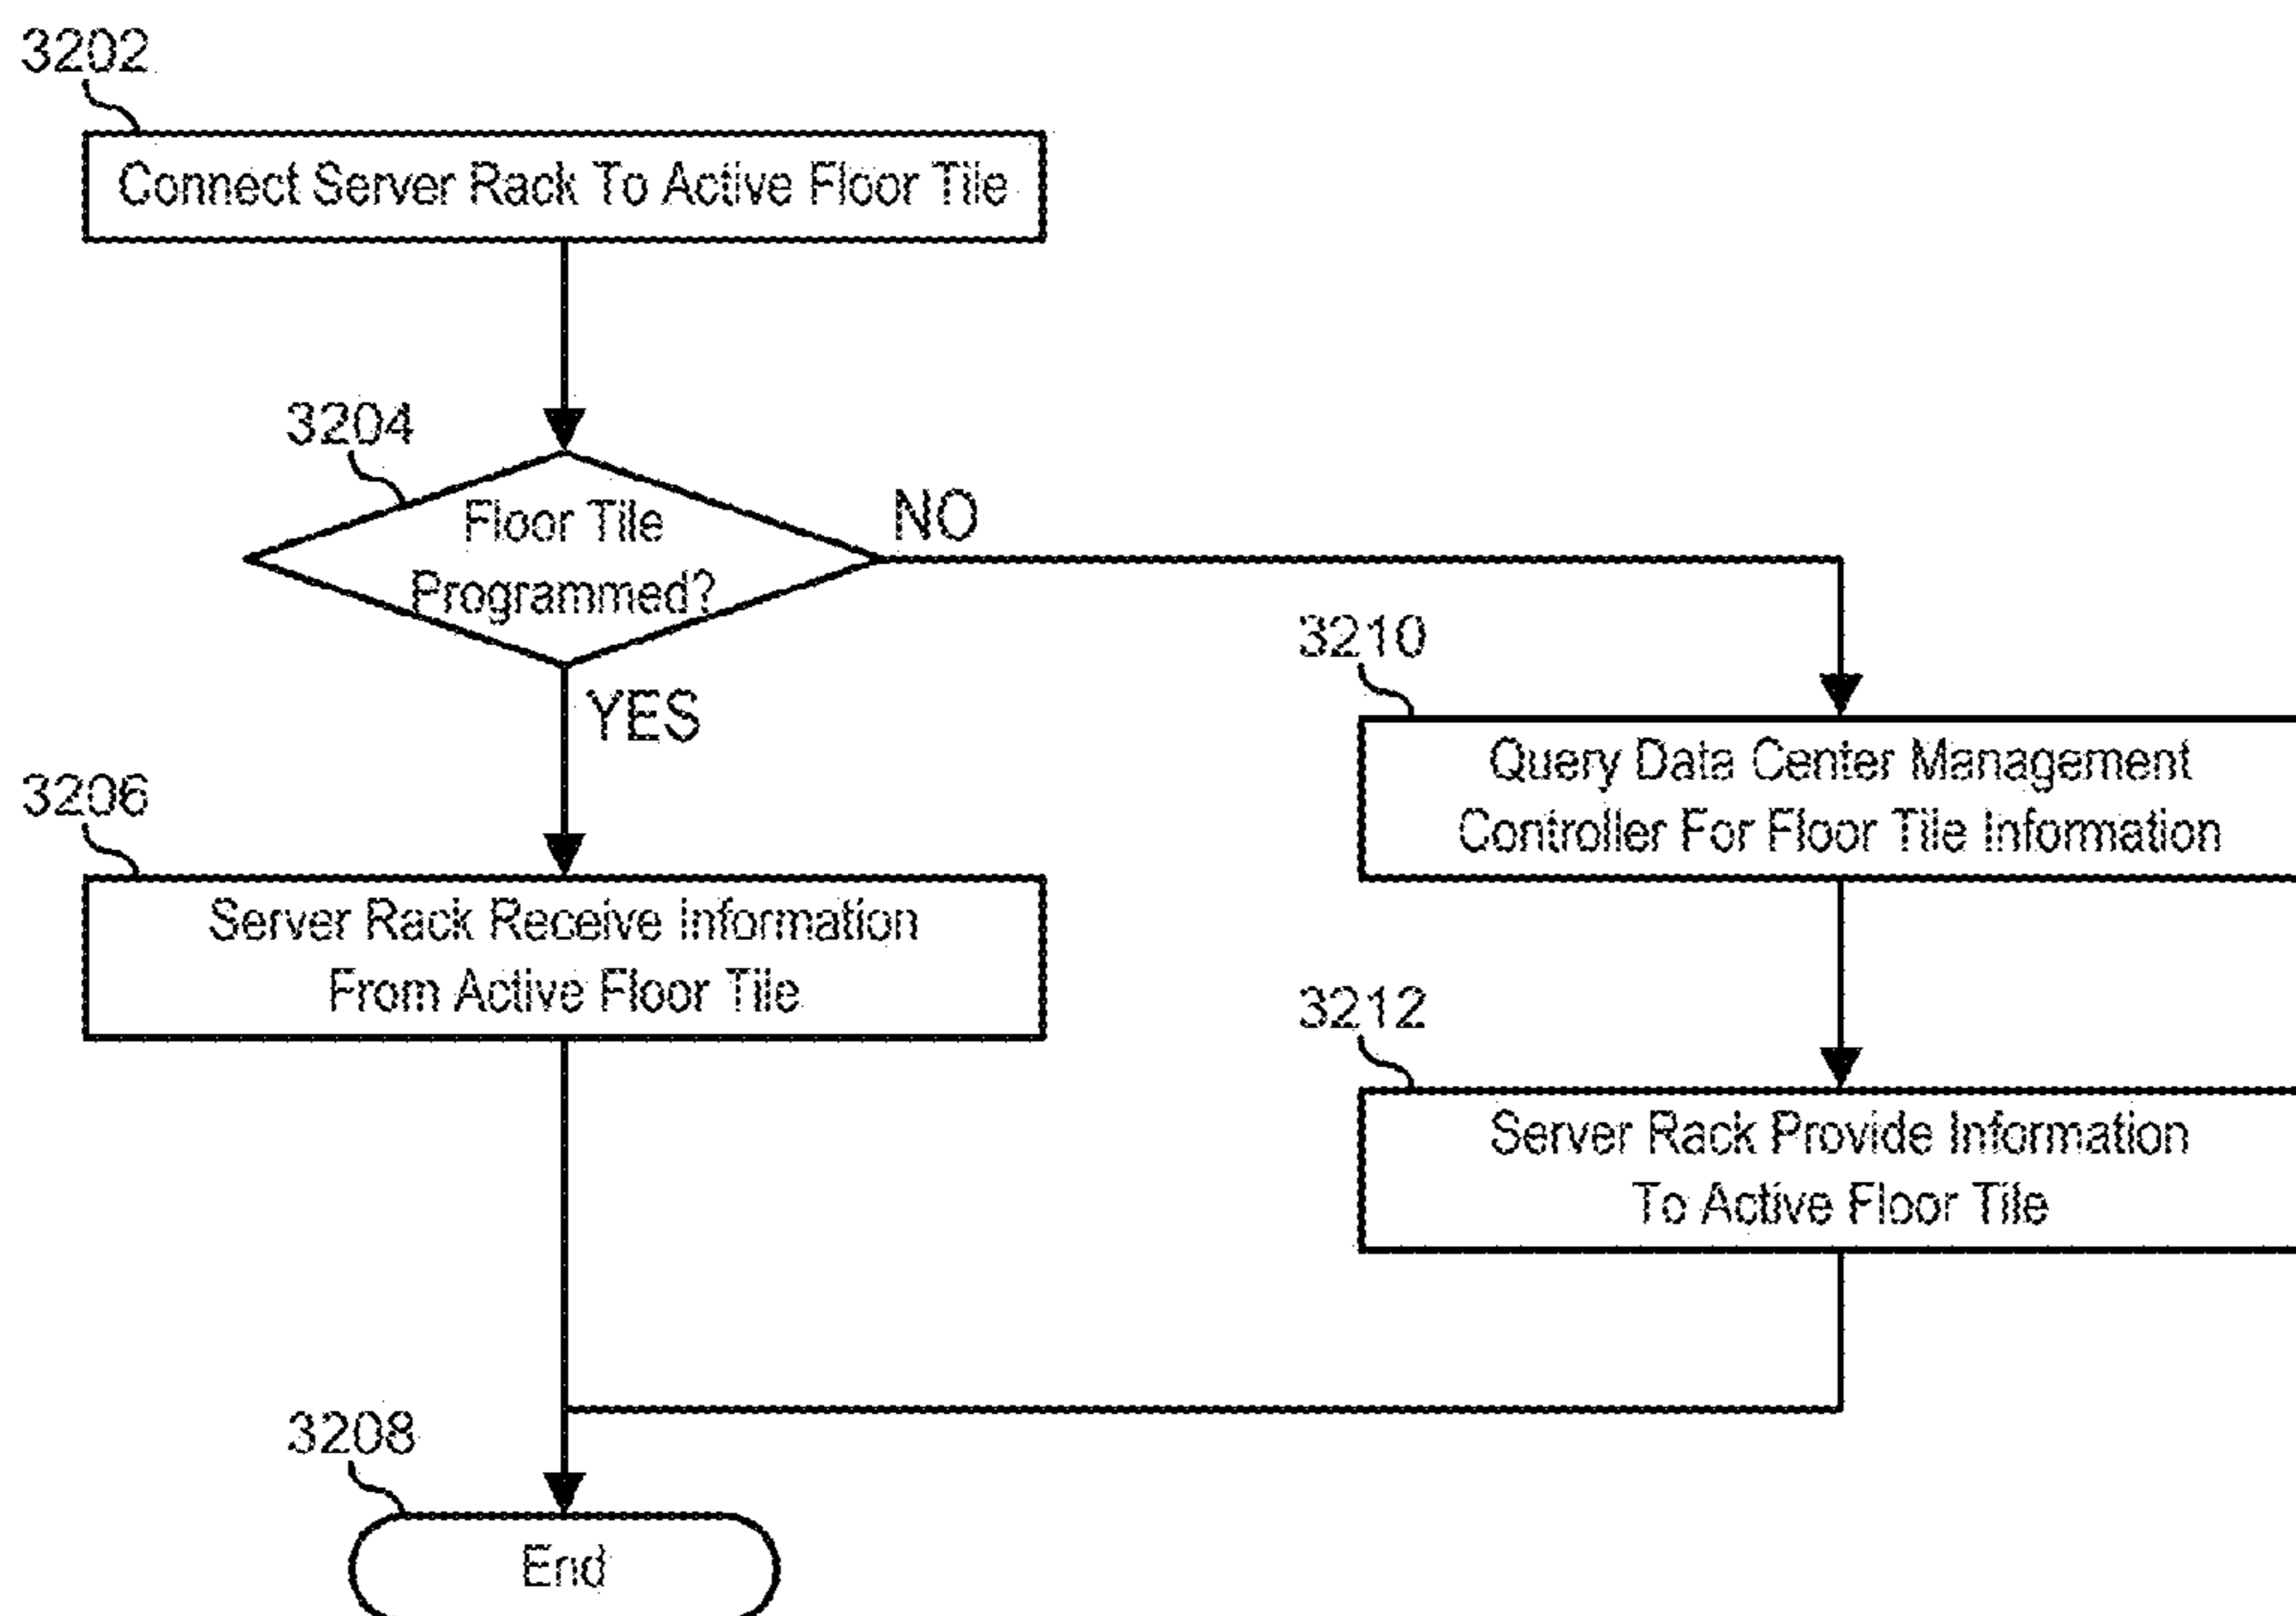 3202
Connect Server Rack To Active Floor Tile
3204
Floor Tile
Programmed?
NO
YES
3210
Query Data Center Management
Controller For Floor Tile Information
3206
Server Rack Receive Information
From Active Floor Tile
3212
Server Rack Provide Information
To Active Floor Tile
3208
End